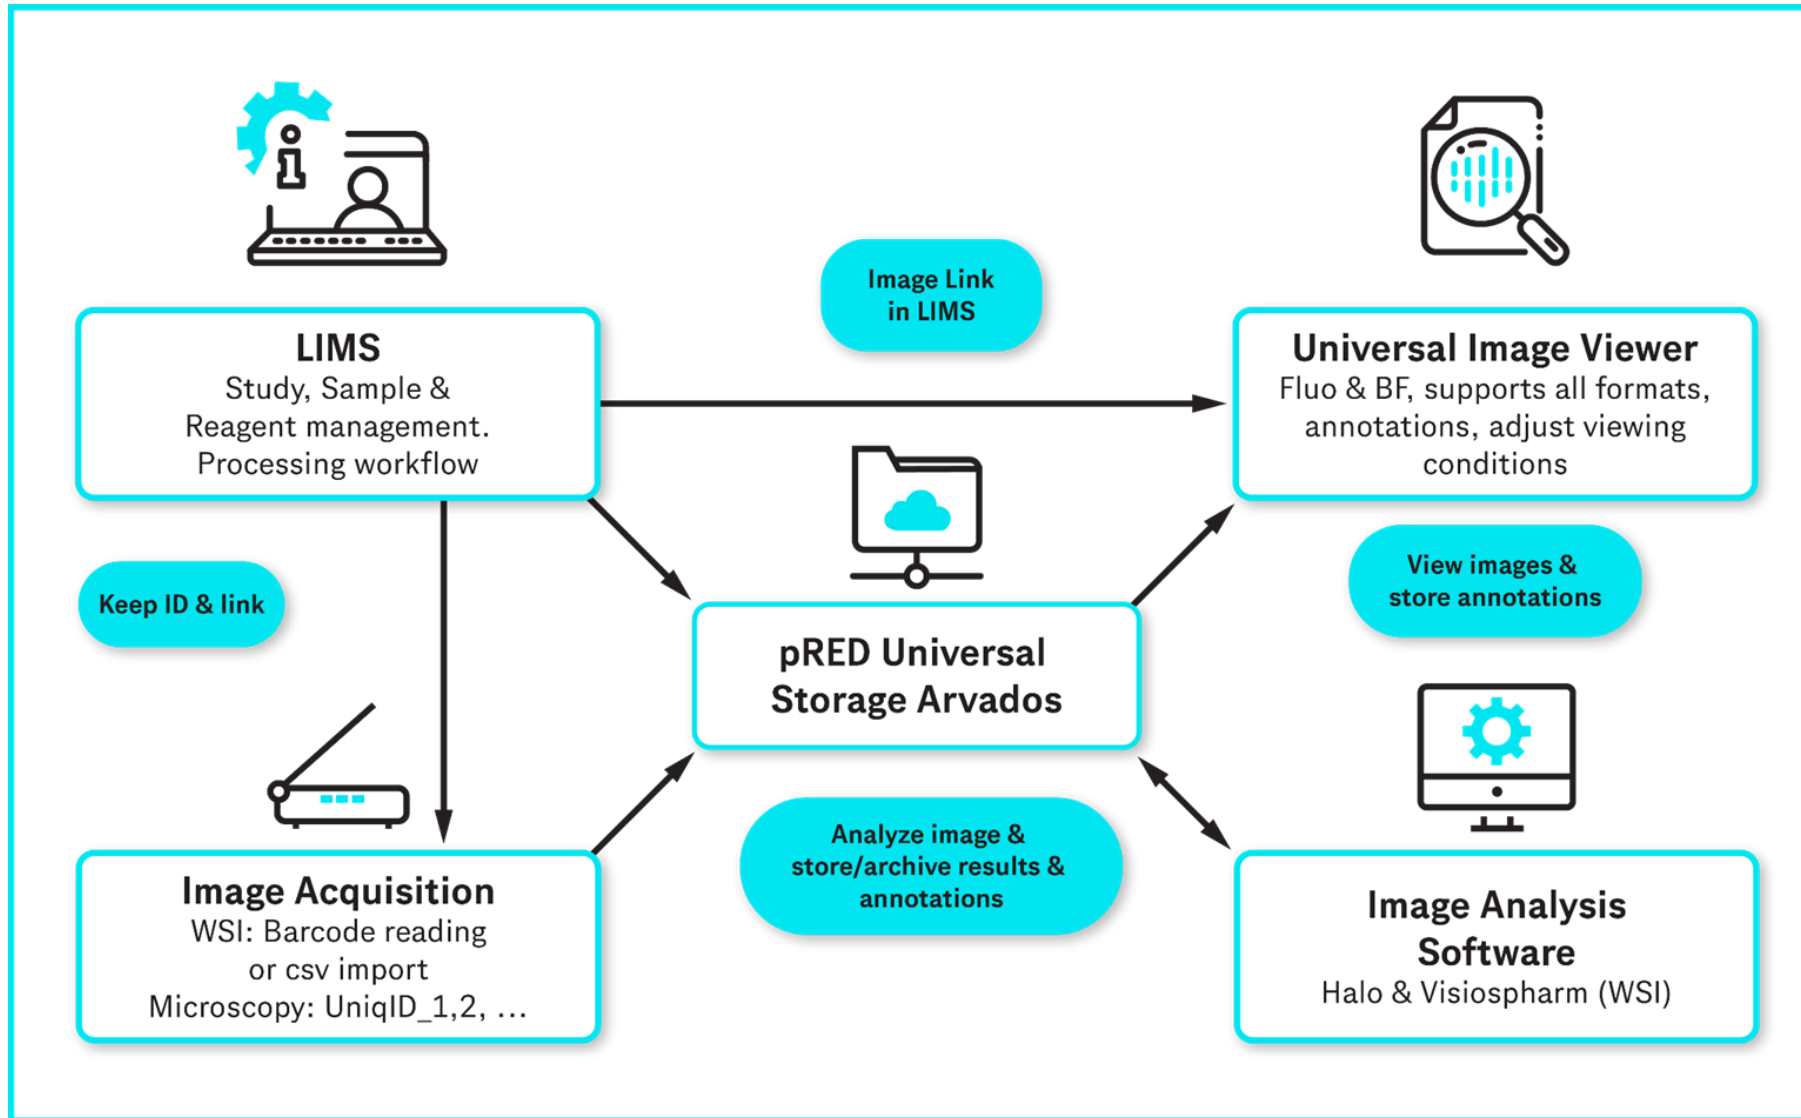 Image Link
in LIMS
LIMS
Study, Sample &
Reagent management.
Processing workflow
Universal Image Viewer
Fluo & BF, supports all formats,
annotations, adjust viewing
conditions
Keep ID & link
View images &
store annotations
pRED Universal
Storage Arvados
Analyze image &
store/archive results &
annotations
Image Acquisition
WSI: Barcode reading
or csv import
Microscopy: UniqID_1,2, ...
Image Analysis
Software
Halo & Visiospharm (WSI)